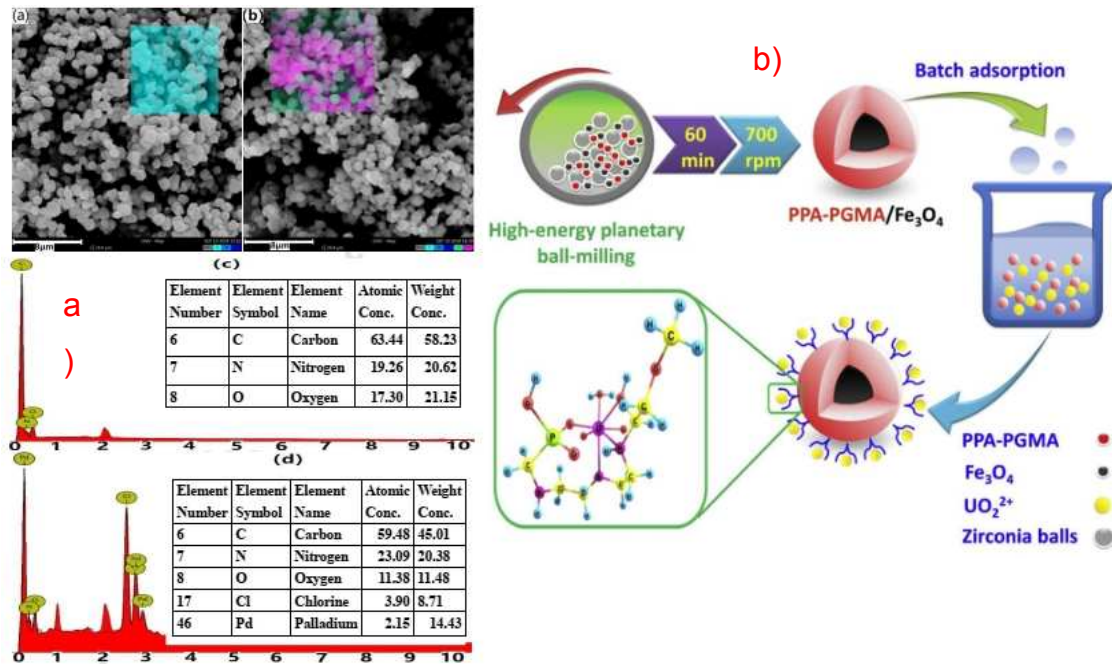 (a)
(b)
8µm
8µm
(c)
a
)
Element Number Element Symbol Element Name Atomic Conc. Weight Conc.
6 C Carbon 63.44 58.23
7 N Nitrogen 19.26 20.62
8 O Oxygen 17.30 21.15
0 1 2 3 4 5 6 7 8 9 10
(d)
Element Number Element Symbol Element Name Atomic Conc. Weight Conc.
6 C Carbon 59.48 45.01
7 N Nitrogen 23.09 20.38
8 O Oxygen 11.38 11.48
17 Cl Chlorine 3.90 8.71
46 Pd Palladium 2.15 14.43
0 1 2 3 4 5 6 7 8 9 10
b)
Batch adsorption
60 min
700 rpm
PPA-PGMA/Fe₃O₄
High-energy planetary
ball-milling
PPA-PGMA
Fe₃O₄
UO₂²⁺
Zirconia balls